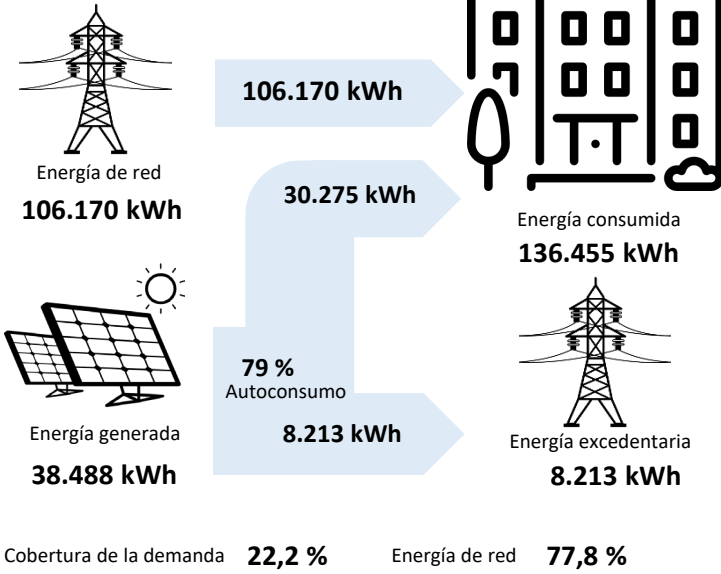 106.170 kWh
Energía de red
106.170 kWh
30.275 kWh
Energía consumida
136.455 kWh
79 %
Autoconsumo
Energía generada
38.488 kWh
8.213 kWh
Energía excedentaria
8.213 kWh
Cobertura de la demanda 22,2 % Energía de red 77,8 %